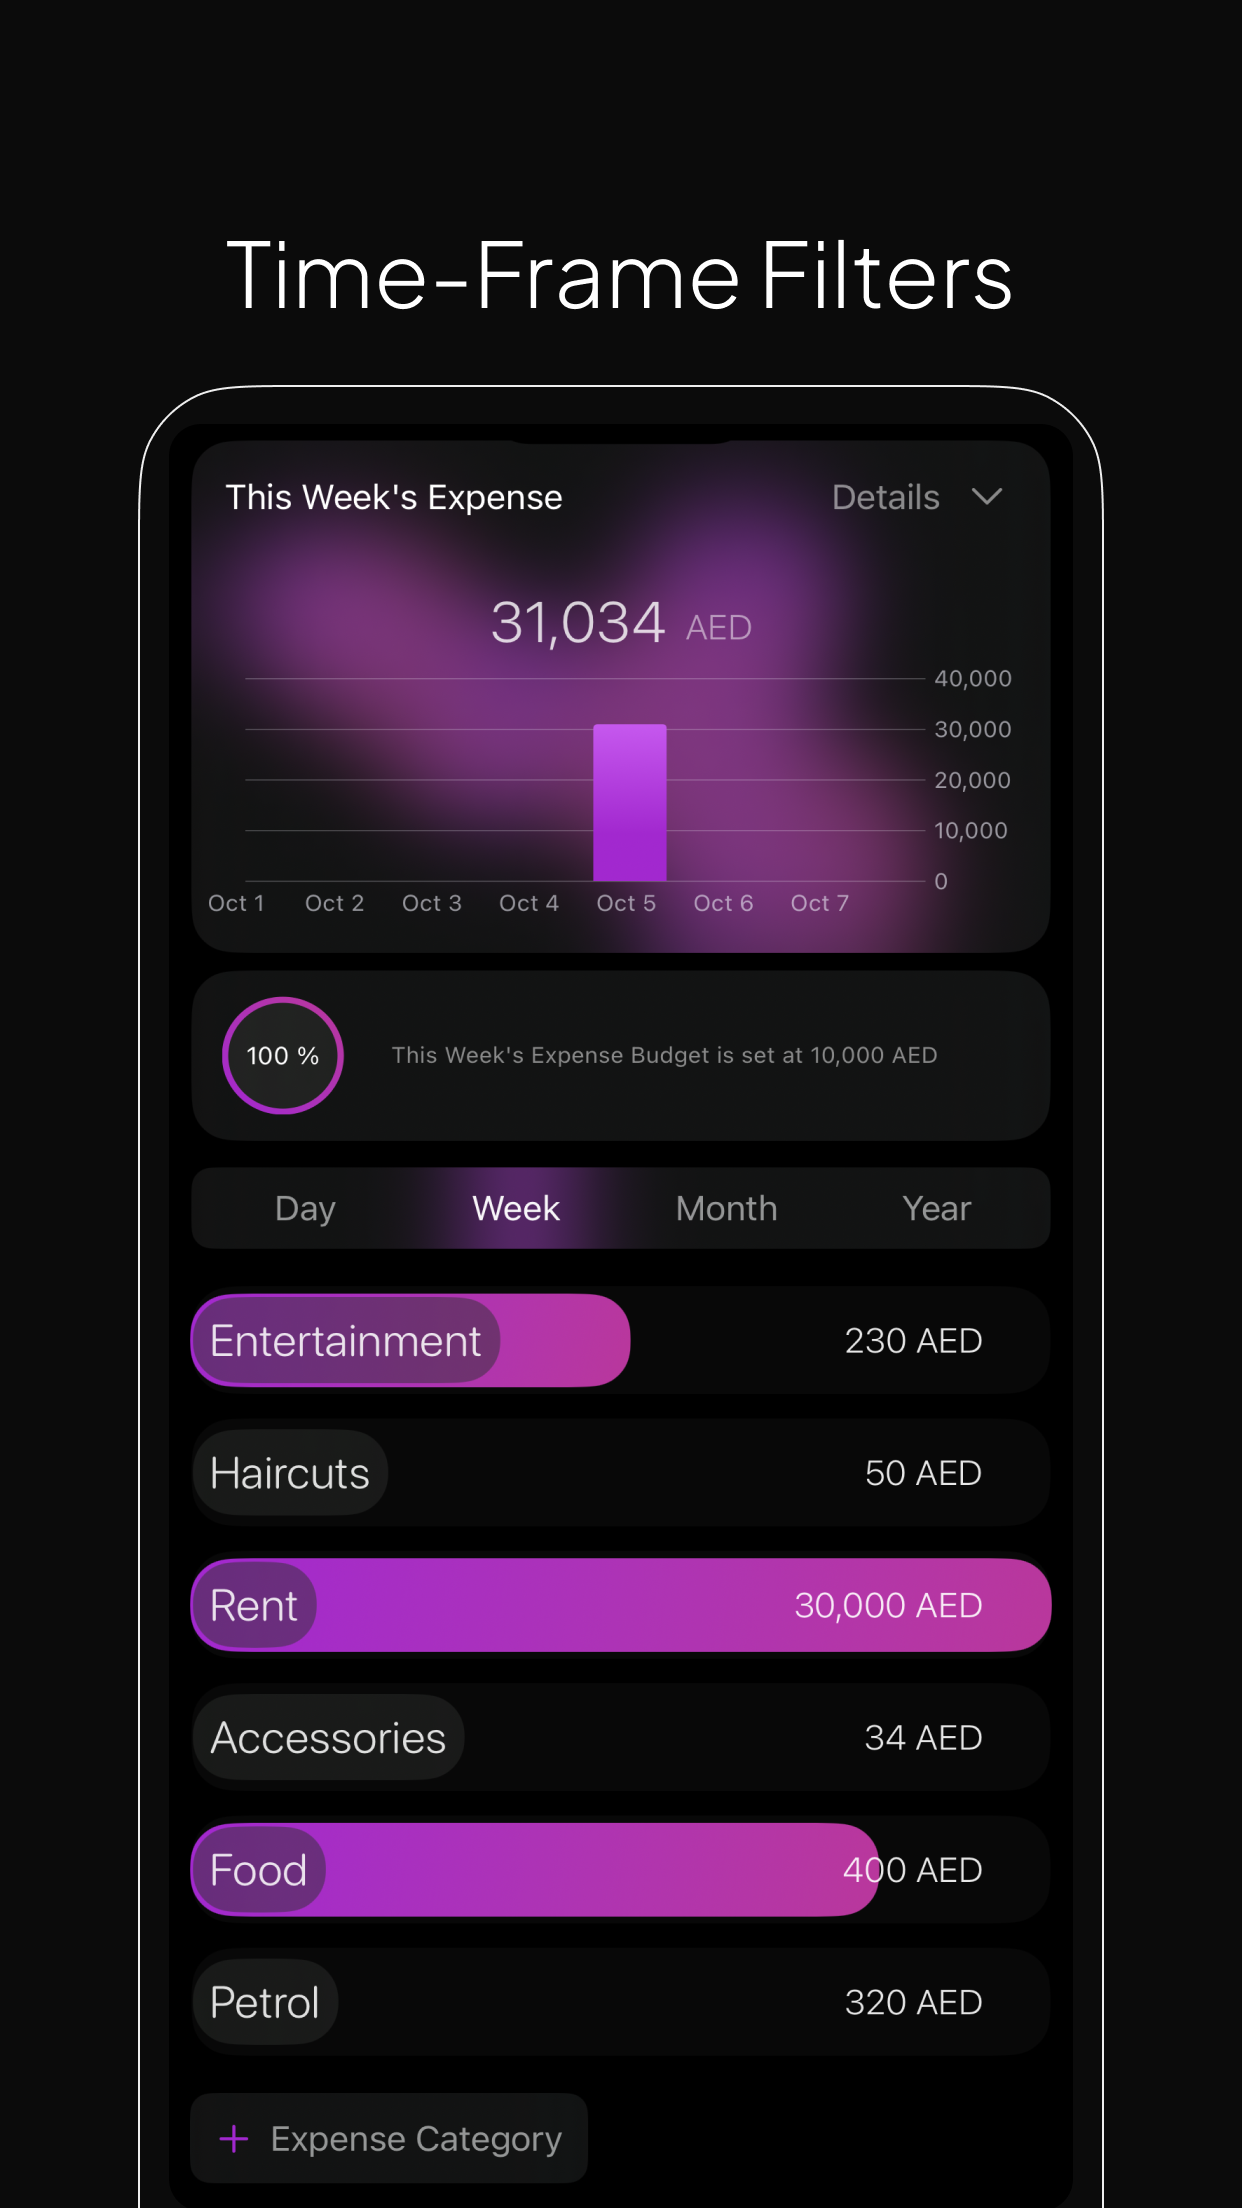 Time-Frame Filters
This Week's Expense Details
31,034 AED
40,000
30,000
20,000
10,000
0
Oct 1 Oct 2 Oct 3 Oct 4 Oct 5 Oct 6 Oct 7
100 % This Week's Expense Budget is set at 10,000 AED
Day Week Month Year
Entertainment 230 AED
Haircuts 50 AED
Rent 30,000 AED
Accessories 34 AED
Food 400 AED
Petrol 320 AED
+ Expense Category